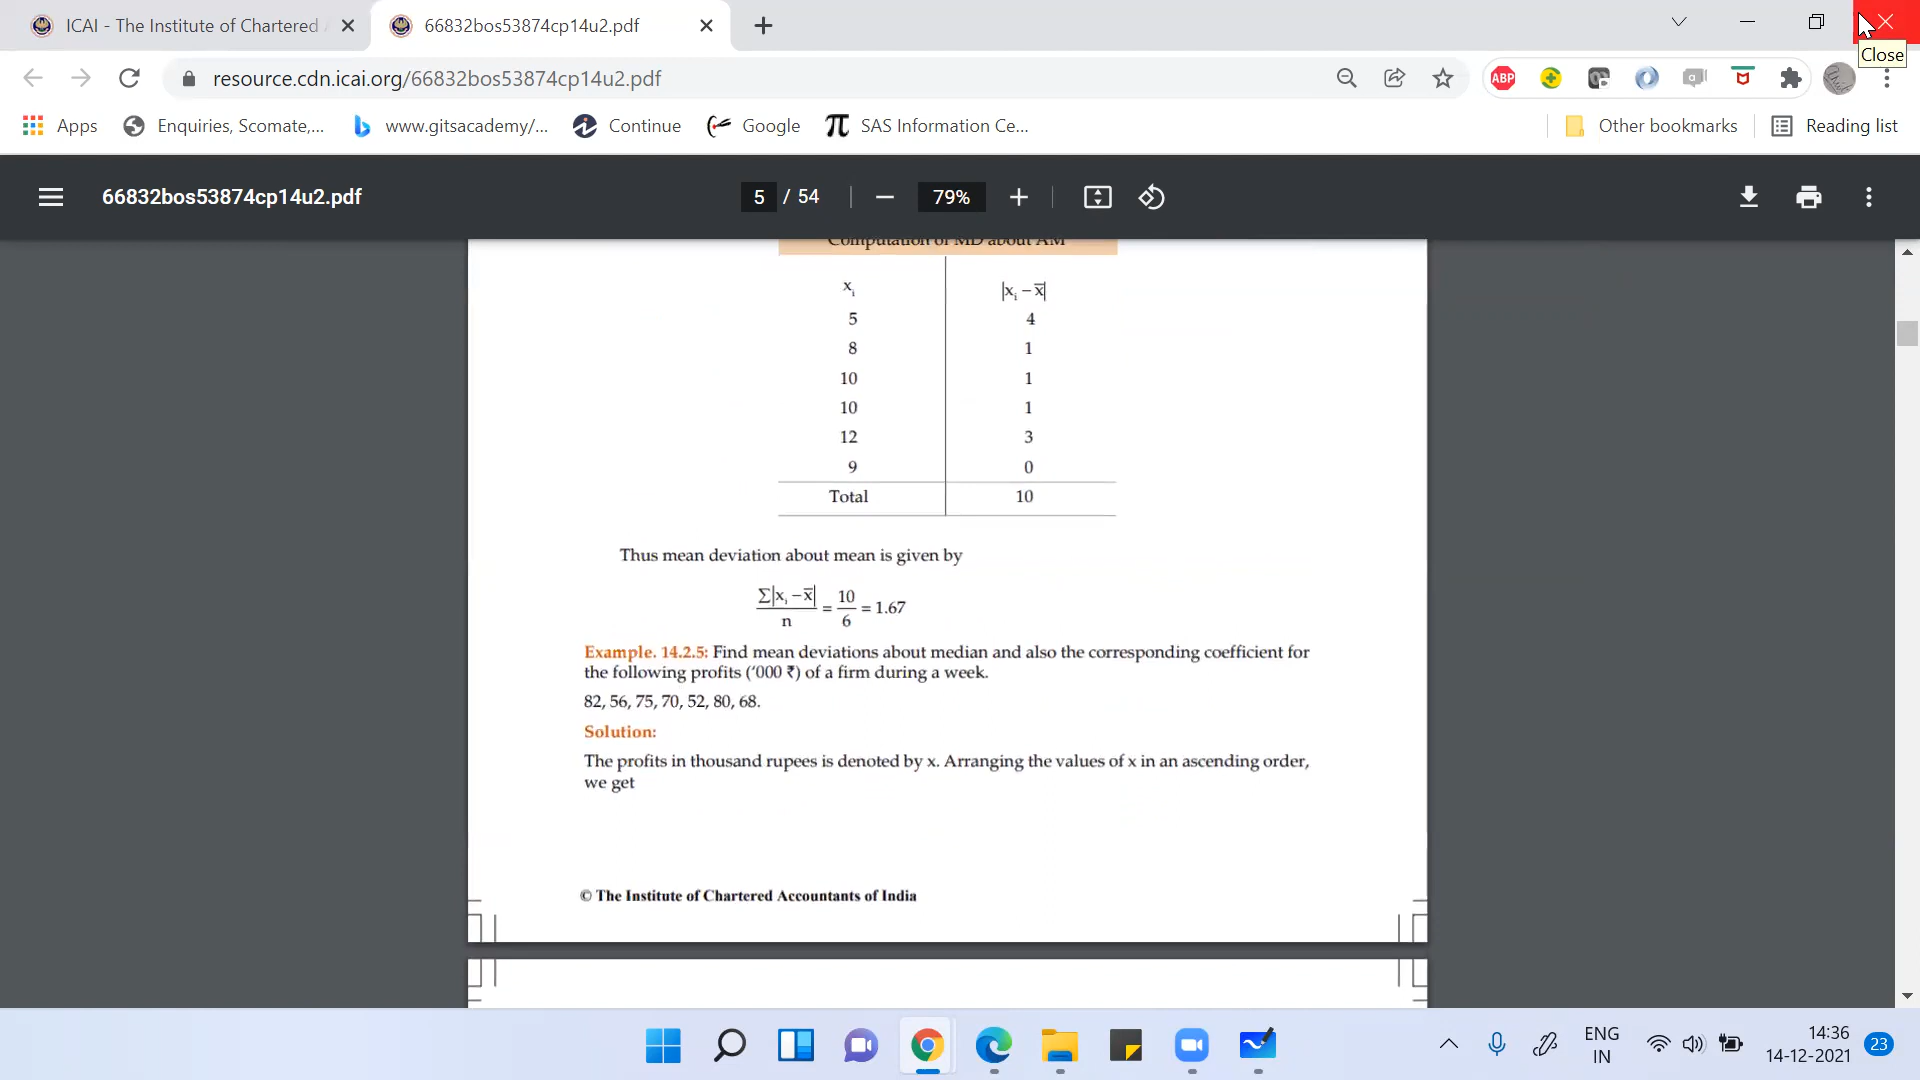 ICAI - The Institute of Chartered A
66832bos53874cp14u2.pdf
Close
resource.cdn.icai.org/66832bos53874cp14u2.pdf
ABP
Apps
Enquiries, Scomate,...
www.gitsacademy/...
Continue
Google
SAS Information Ce...
Other bookmarks
Reading list
66832bos53874cp14u2.pdf
5 / 54
79%
Computation of MD about AM
xi |xi − x̄|
5 4
8 1
10 1
10 1
12 3
9 0
Total 10
Thus mean deviation about mean is given by
Σ|xi − x̄| / n = 10 / 6 = 1.67
Example. 14.2.5: Find mean deviations about median and also the corresponding coefficient for
the following profits (‘000 ₹) of a firm during a week.
82, 56, 75, 70, 52, 80, 68.
Solution:
The profits in thousand rupees is denoted by x. Arranging the values of x in an ascending order,
we get
© The Institute of Chartered Accountants of India
ENG
IN
14:36
14-12-2021
23